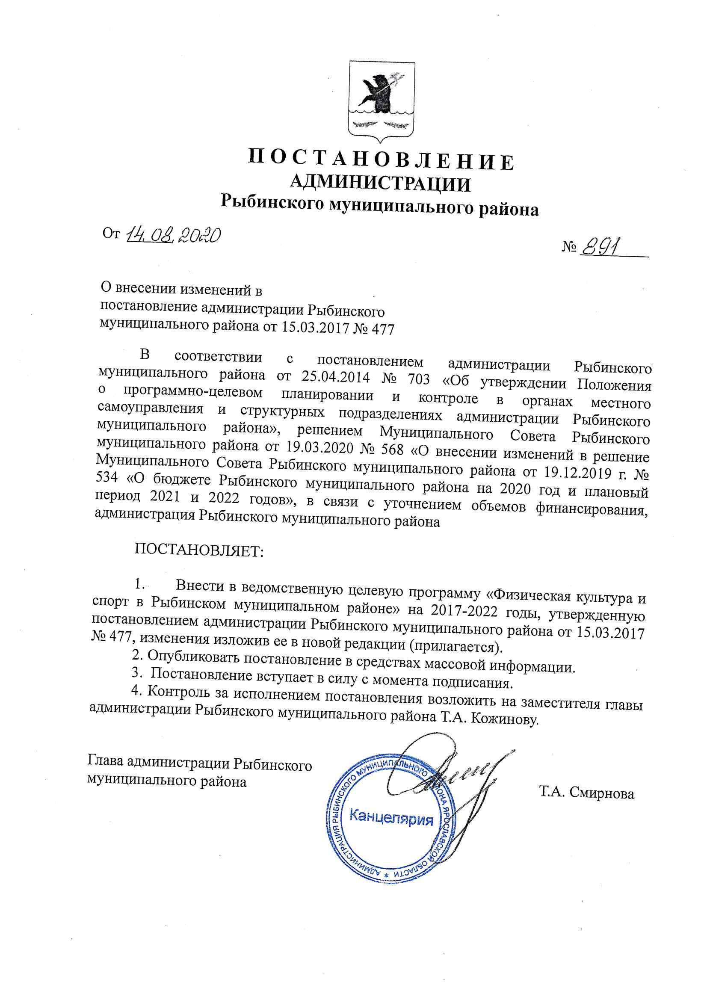 П О С Т А Н О В Л Е Н И Е
АДМИНИСТРАЦИИ
Рыбинского муниципального района
От 14.08.2020
№ 891
О внесении изменений в
постановление администрации Рыбинского
муниципального района от 15.03.2017 № 477
В соответствии с постановлением администрации Рыбинского
муниципального района от 25.04.2014 № 703 «Об утверждении Положения
о программно-целевом планировании и контроле в органах местного
самоуправления и структурных подразделениях администрации Рыбинского
муниципального района», решением Муниципального Совета Рыбинского
муниципального района от 19.03.2020 № 568 «О внесении изменений в решение
Муниципального Совета Рыбинского муниципального района от 19.12.2019 г. №
534 «О бюджете Рыбинского муниципального района на 2020 год и плановый
период 2021 и 2022 годов», в связи с уточнением объемов финансирования,
администрация Рыбинского муниципального района
ПОСТАНОВЛЯЕТ:
1. Внести в ведомственную целевую программу «Физическая культура и
спорт в Рыбинском муниципальном районе» на 2017-2022 годы, утвержденную
постановлением администрации Рыбинского муниципального района от 15.03.2017
№ 477, изменения изложив ее в новой редакции (прилагается).
2. Опубликовать постановление в средствах массовой информации.
3. Постановление вступает в силу с момента подписания.
4. Контроль за исполнением постановления возложить на заместителя главы
администрации Рыбинского муниципального района Т.А. Кожинову.
Глава администрации Рыбинского
муниципального района
Т.А. Смирнова
АДМИНИСТРАЦИЯ РЫБИНСКОГО МУНИЦИПАЛЬНОГО РАЙОНА ЯРОСЛАВСКОЙ ОБЛАСТИ *
Канцелярия